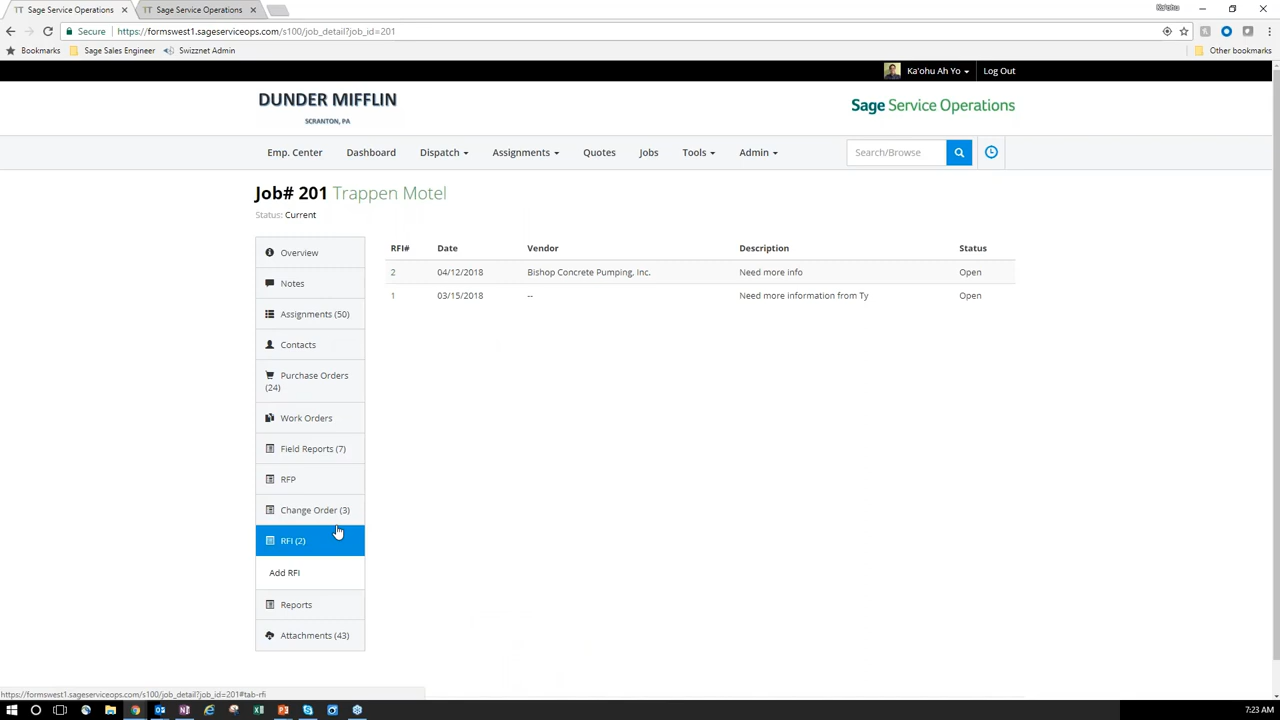 TT Sage Service Operations ×
TT Sage Service Operations ×
Ka'ohu
Secure https://formswest1.sageserviceops.com/s100/job_detail?job_id=201
Bookmarks Sage Sales Engineer Swizznet Admin Other bookmarks
Ka'ohu Ah Yo Log Out
DUNDER MIFFLIN
SCRANTON, PA
Sage Service Operations
Emp. Center Dashboard Dispatch Assignments Quotes Jobs Tools Admin Search/Browse
Job# 201 Trappen Motel
Status: Current
Overview
Notes
Assignments (50)
Contacts
Purchase Orders
(24)
Work Orders
Field Reports (7)
RFP
Change Order (3)
RFI (2)
Add RFI
Reports
Attachments (43)
RFI# Date Vendor Description Status
2 04/12/2018 Bishop Concrete Pumping, Inc. Need more info Open
1 03/15/2018 -- Need more information from Ty Open
https://formswest1.sageserviceops.com/s100/job_detail?job_id=201#tab-rfi
7:23 AM